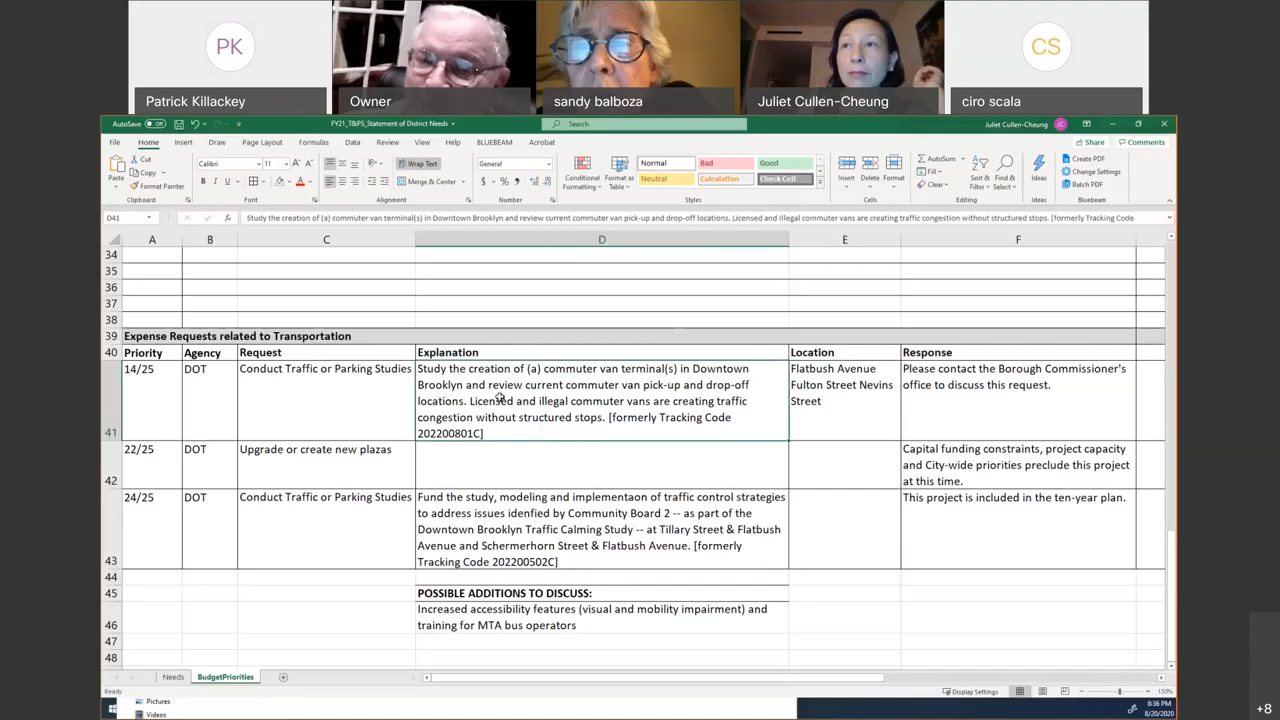 PK
CS
Patrick Killackey
Owner
sandy balboza
Juliet Cullen-Cheung
ciro scala
AutoSave Off
FY21_T&PS_Statement of District Needs
Search
Juliet Cullen-Cheung
JC
File Home Insert Draw Page Layout Formulas Data Review View Help BLUEBEAM Acrobat
Share Comments
Paste
Cut
Copy
Format Painter
Clipboard
Calibri 11
B I U
Font
Wrap Text
Merge & Center
Alignment
General
$ % ,
Number
Conditional Formatting
Format as Table
Normal Bad Good
Neutral Calculation Check Cell
Styles
Insert Delete Format
Cells
AutoSum
Fill
Clear
Sort & Filter
Find & Select
Editing
Ideas
Ideas
Create PDF
Change Settings
Batch PDF
Bluebeam
D41
fx
Study the creation of (a) commuter van terminal(s) in Downtown Brooklyn and review current commuter van pick-up and drop-off locations. Licensed and illegal commuter vans are creating traffic congestion without structured stops. [formerly Tracking Code
A B C D E F
34
35
36
37
38
39 Expense Requests related to Transportation
40 Priority Agency Request Explanation Location Response
41
14/25
DOT
Conduct Traffic or Parking Studies
Study the creation of (a) commuter van terminal(s) in Downtown
Brooklyn and review current commuter van pick-up and drop-off
locations. Licensed and illegal commuter vans are creating traffic
congestion without structured stops. [formerly Tracking Code
202200801C]
Flatbush Avenue
Fulton Street Nevins
Street
Please contact the Borough Commissioner's
office to discuss this request.
42
22/25
DOT
Upgrade or create new plazas
Capital funding constraints, project capacity
and City-wide priorities preclude this project
at this time.
43
24/25
DOT
Conduct Traffic or Parking Studies
Fund the study, modeling and implementaon of traffic control strategies
to address issues idenfied by Community Board 2 -- as part of the
Downtown Brooklyn Traffic Calming Study -- at Tillary Street & Flatbush
Avenue and Schermerhorn Street & Flatbush Avenue. [formerly
Tracking Code 202200502C]
This project is included in the ten-year plan.
44
45 POSSIBLE ADDITIONS TO DISCUSS:
46
Increased accessibility features (visual and mobility impairment) and
training for MTA bus operators
47
48
Needs BudgetPriorities
Ready
Display Settings
150%
Pictures
Videos
8:36 PM
8/20/2020
+8